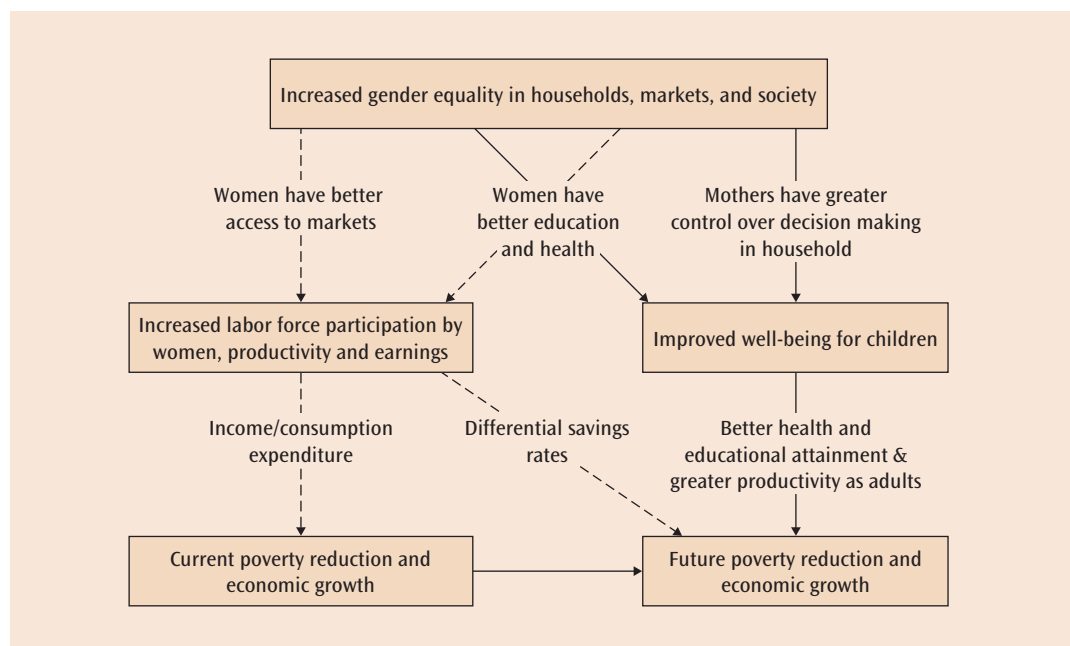 Increased gender equality in households, markets, and society
Women have better
access to markets
Women have
better education
and health
Mothers have greater
control over decision making
in household
Increased labor force participation by
women, productivity and earnings
Improved well-being for children
Income/consumption
expenditure
Differential savings
rates
Better health and
educational attainment &
greater productivity as adults
Current poverty reduction and
economic growth
Future poverty reduction and
economic growth